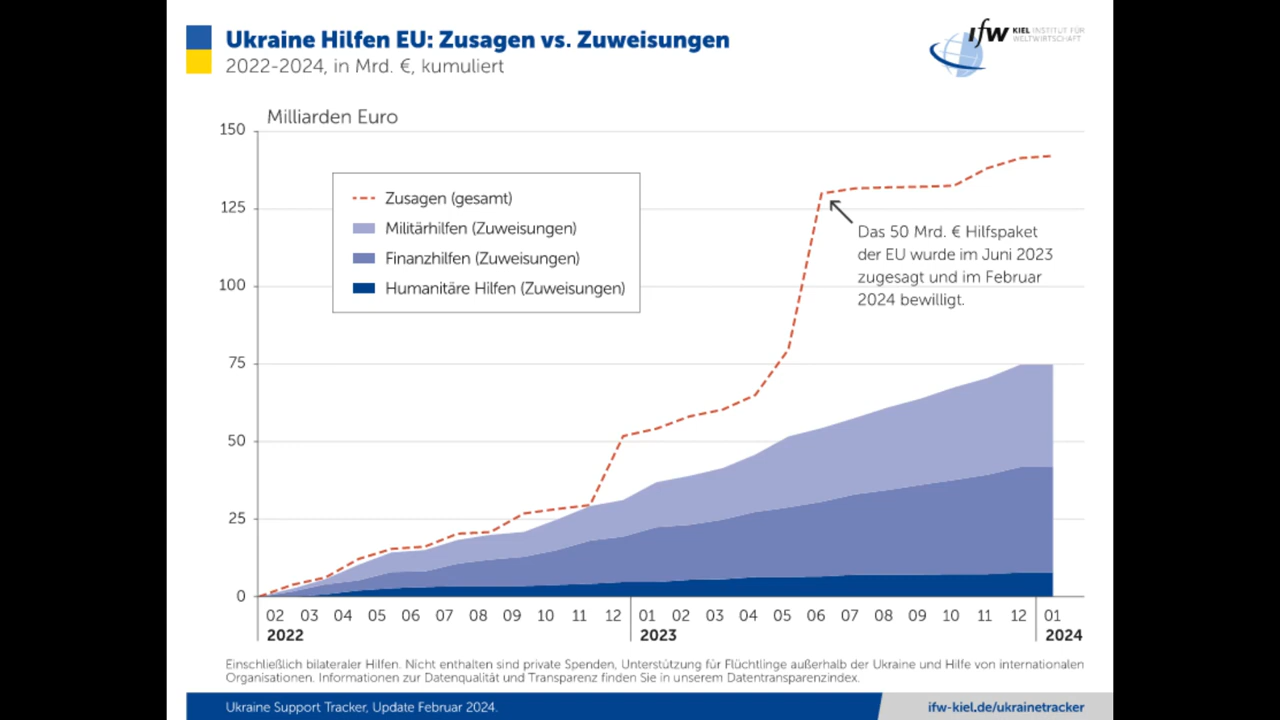 Ukraine Hilfen EU: Zusagen vs. Zuweisungen
2022-2024, in Mrd. €, kumuliert
ifw KIEL INSTITUT FÜR
WELTWIRTSCHAFT
Milliarden Euro
150
125
100
75
50
25
0
Zusagen (gesamt)
Militärhilfen (Zuweisungen)
Finanzhilfen (Zuweisungen)
Humanitäre Hilfen (Zuweisungen)
Das 50 Mrd. € Hilfspaket
der EU wurde im Juni 2023
zugesagt und im Februar
2024 bewilligt.
02 03 04 05 06 07 08 09 10 11 12 01 02 03 04 05 06 07 08 09 10 11 12 01
2022 2023 2024
Einschließlich bilateraler Hilfen. Nicht enthalten sind private Spenden, Unterstützung für Flüchtlinge außerhalb der Ukraine und Hilfe von internationalen
Organisationen. Informationen zur Datenqualität und Transparenz finden Sie in unserem Datentransparenzindex.
Ukraine Support Tracker, Update Februar 2024.
ifw-kiel.de/ukrainetracker